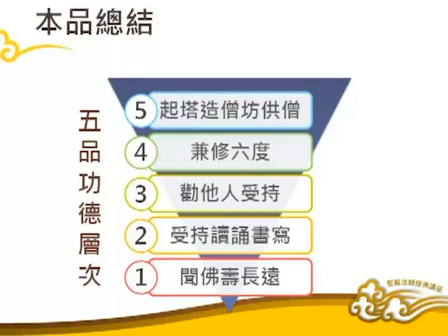 本品總結
五品功德層次
5 起塔造僧坊供僧
4 兼修六度
3 勸他人受持
2 受持讀誦書寫
1 聞佛壽長遠